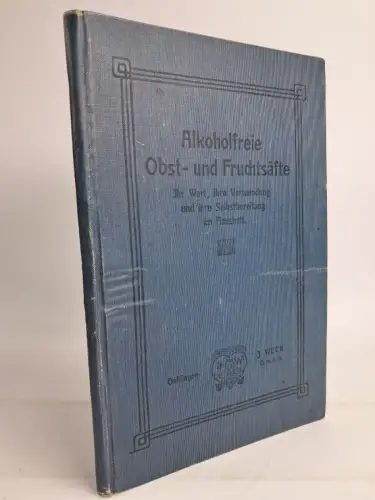 Alkoholfreie
Obst- und Fruchtsäfte
Ihr Wert, ihre Verwendung
und ihre Selbstbereitung
im Haushalt.
Oeflingen
J. WECK
G.m.b.H.